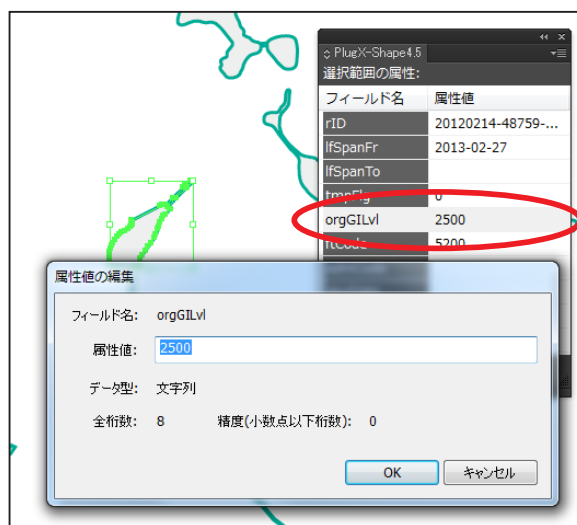 PlugX-Shape4.5
選択範囲の属性:
フィールド名 属性値
rID 20120214-48759-...
lfSpanFr 2013-02-27
lfSpanTo
tmpFlg 0
orgGILvl 2500
ftCode 5200
属性値の編集
フィールド名: orgGILvl
属性値: 2500
データ型: 文字列
全桁数: 8 精度(小数点以下桁数): 0
OK キャンセル